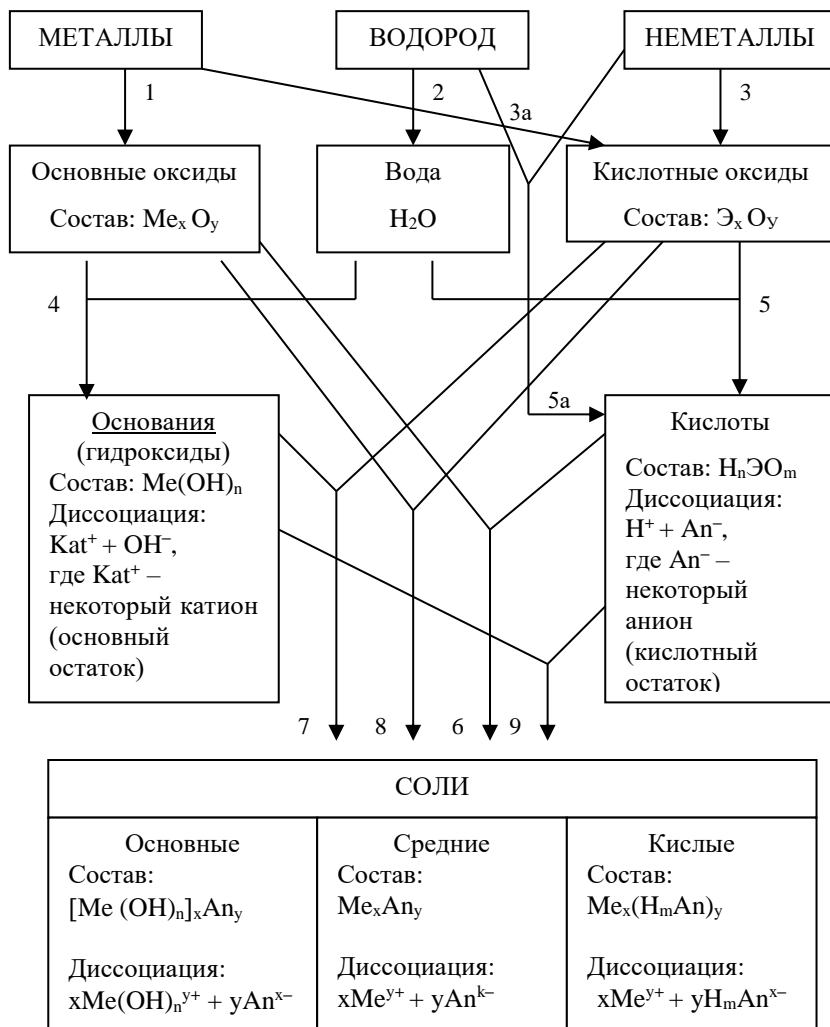 МЕТАЛЛЫ
ВОДОРОД
НЕМЕТАЛЛЫ
1
2
3а
3
Основные оксиды
Состав: Meₓ Oᵧ
Вода
H₂O
Кислотные оксиды
Состав: Эₓ Oᵧ
4
5
5а
Основания
(гидроксиды)
Состав: Me(OH)ₙ
Диссоциация:
Kat⁺ + OH⁻,
где Kat⁺ –
некоторый катион
(основный
остаток)
Кислоты
Состав: HₙЭOₘ
Диссоциация:
H⁺ + An⁻,
где An⁻ –
некоторый
анион
(кислотный
остаток)
7
8
6
9
СОЛИ
Основные
Состав:
[Me (OH)ₙ]ₓAnᵧ
Диссоциация:
xMe(OH)ₙʸ⁺ + yAnˣ⁻
Средние
Состав:
MeₓAnᵧ
Диссоциация:
xMeʸ⁺ + yAnᵏ⁻
Кислые
Состав:
Meₓ(HₘAn)ᵧ
Диссоциация:
xMeʸ⁺ + yHₘAnˣ⁻